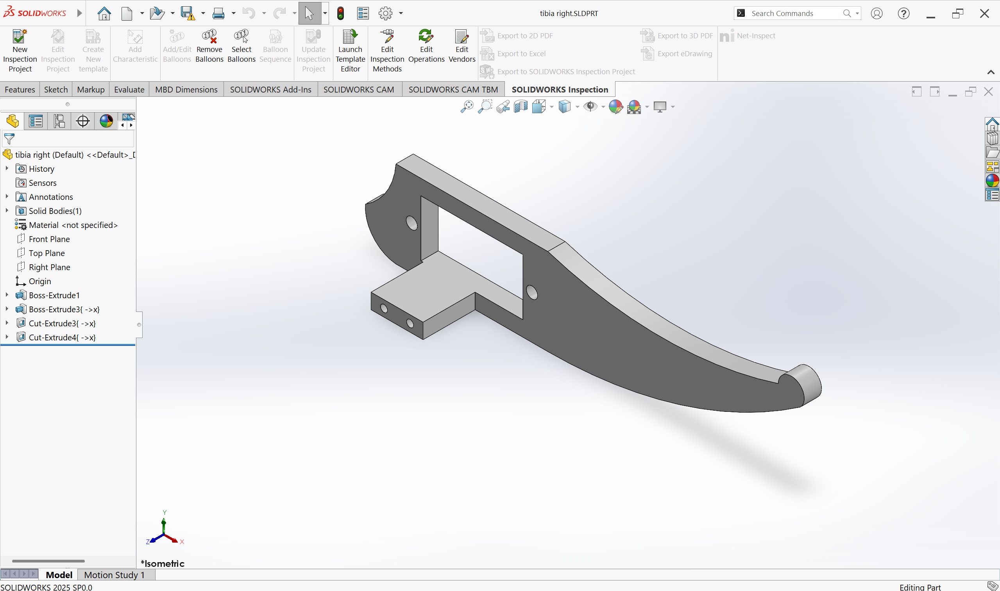 SOLIDWORKS
tibia right.SLDPRT
Search Commands
New Inspection Project
Edit Inspection Project
Create New template
Add Characteristic
Add/Edit Balloons
Remove Balloons
Select Balloons
Balloon Sequence
Update Inspection Project
Launch Template Editor
Edit Inspection Methods
Edit Operations
Edit Vendors
Export to 2D PDF
Export to Excel
Export to SOLIDWORKS Inspection Project
Export to 3D PDF
Export eDrawing
Net-Inspect
Features
Sketch
Markup
Evaluate
MBD Dimensions
SOLIDWORKS Add-Ins
SOLIDWORKS CAM
SOLIDWORKS CAM TBM
SOLIDWORKS Inspection
tibia right (Default) <<Default>_D
History
Sensors
Annotations
Solid Bodies(1)
Material <not specified>
Front Plane
Top Plane
Right Plane
Origin
Boss-Extrude1
Boss-Extrude3{ ->x}
Cut-Extrude3{ ->x}
Cut-Extrude4{ ->x}
Y
Z
X
*Isometric
Model
Motion Study 1
SOLIDWORKS 2025 SP0.0
Editing Part